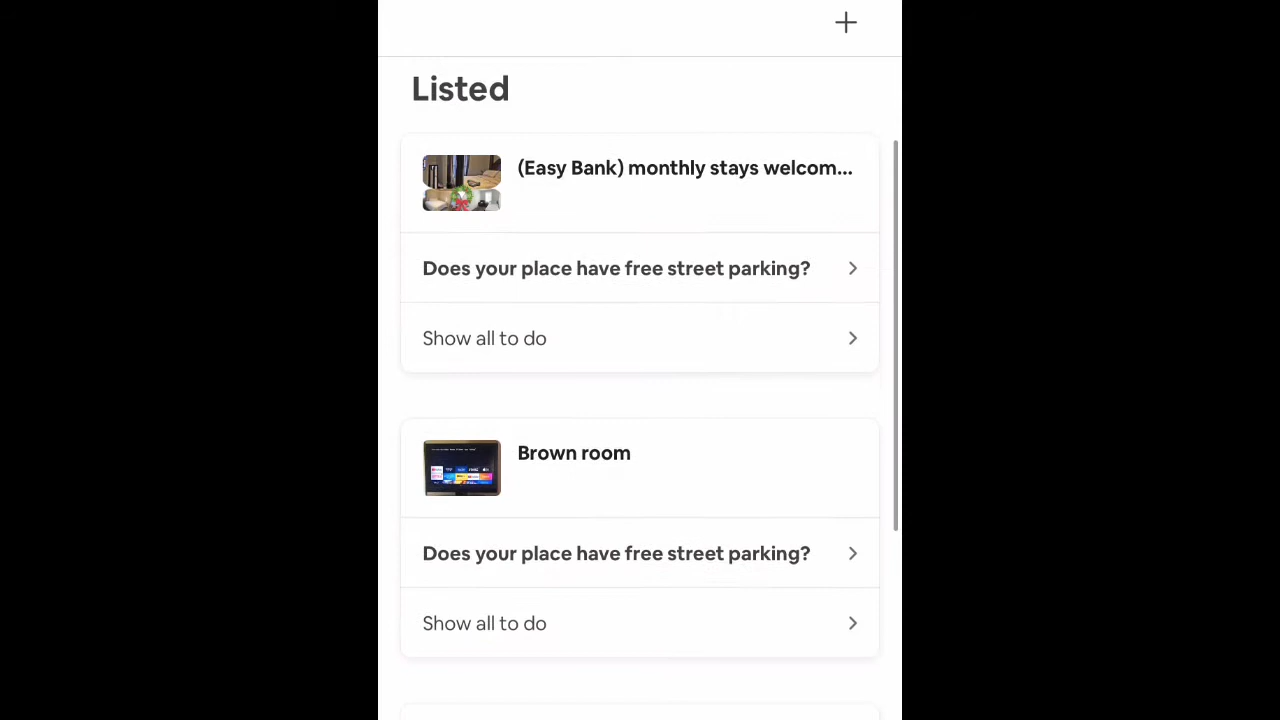 Listed
(Easy Bank) monthly stays welcom...
Does your place have free street parking?
Show all to do
Brown room
Does your place have free street parking?
Show all to do